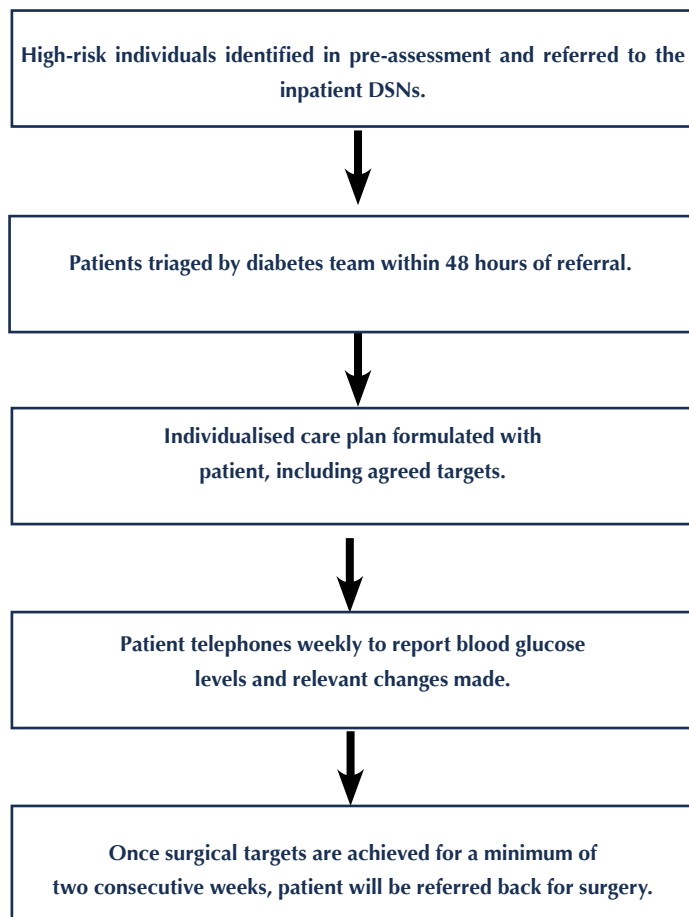 High-risk individuals identified in pre-assessment and referred to the
inpatient DSNs.
Patients triaged by diabetes team within 48 hours of referral.
Individualised care plan formulated with
patient, including agreed targets.
Patient telephones weekly to report blood glucose
levels and relevant changes made.
Once surgical targets are achieved for a minimum of
two consecutive weeks, patient will be referred back for surgery.